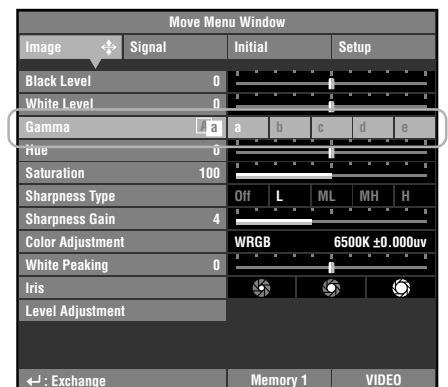 Move Menu Window
Image Signal Initial Setup
Black Level 0
White Level 0
Gamma A a a b c d e
Hue 0
Saturation 100
Sharpness Type Off L ML MH H
Sharpness Gain 4
Color Adjustment WRGB 6500K ±0.000uv
White Peaking 0
Iris
Level Adjustment
↵ : Exchange Memory 1 VIDEO